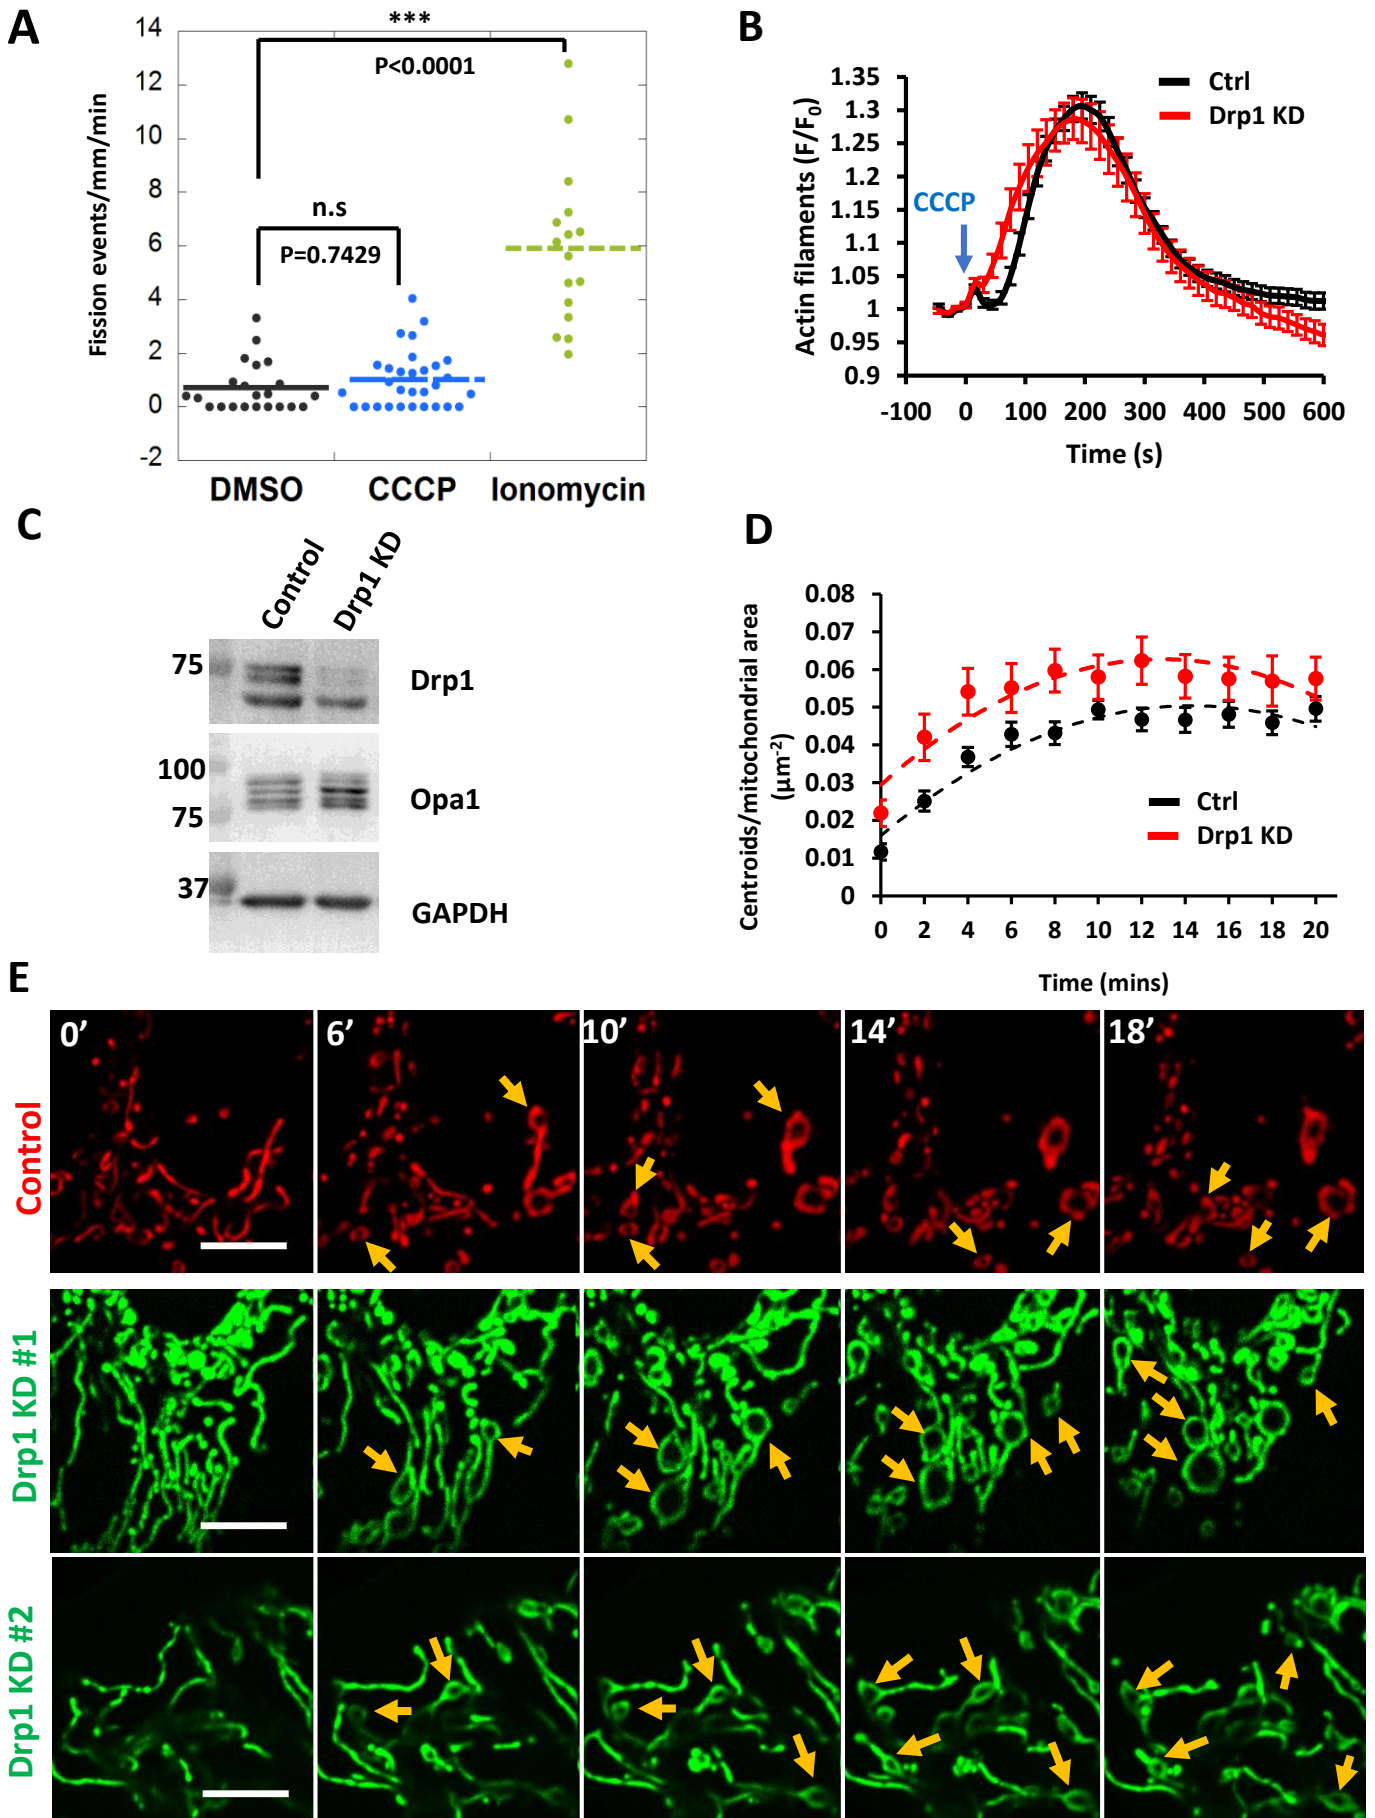 A
Fission events/mm/min
14
12
10
8
6
4
2
0
-2
***
P<0.0001
n.s
P=0.7429
DMSO
CCCP
Ionomycin
B
Actin filaments (F/F0)
1.35
1.3
1.25
1.2
1.15
1.1
1.05
1
0.95
0.9
Ctrl
Drp1 KD
CCCP
-100
0
100
200
300
400
500
600
Time (s)
C
Control
Drp1 KD
75
Drp1
100
75
Opa1
37
GAPDH
D
Centroids/mitochondrial area
(µm-2)
0.08
0.07
0.06
0.05
0.04
0.03
0.02
0.01
0
Ctrl
Drp1 KD
0
2
4
6
8
10
12
14
16
18
20
Time (mins)
E
0’
6’
10’
14’
18’
Control
Drp1 KD #1
Drp1 KD #2